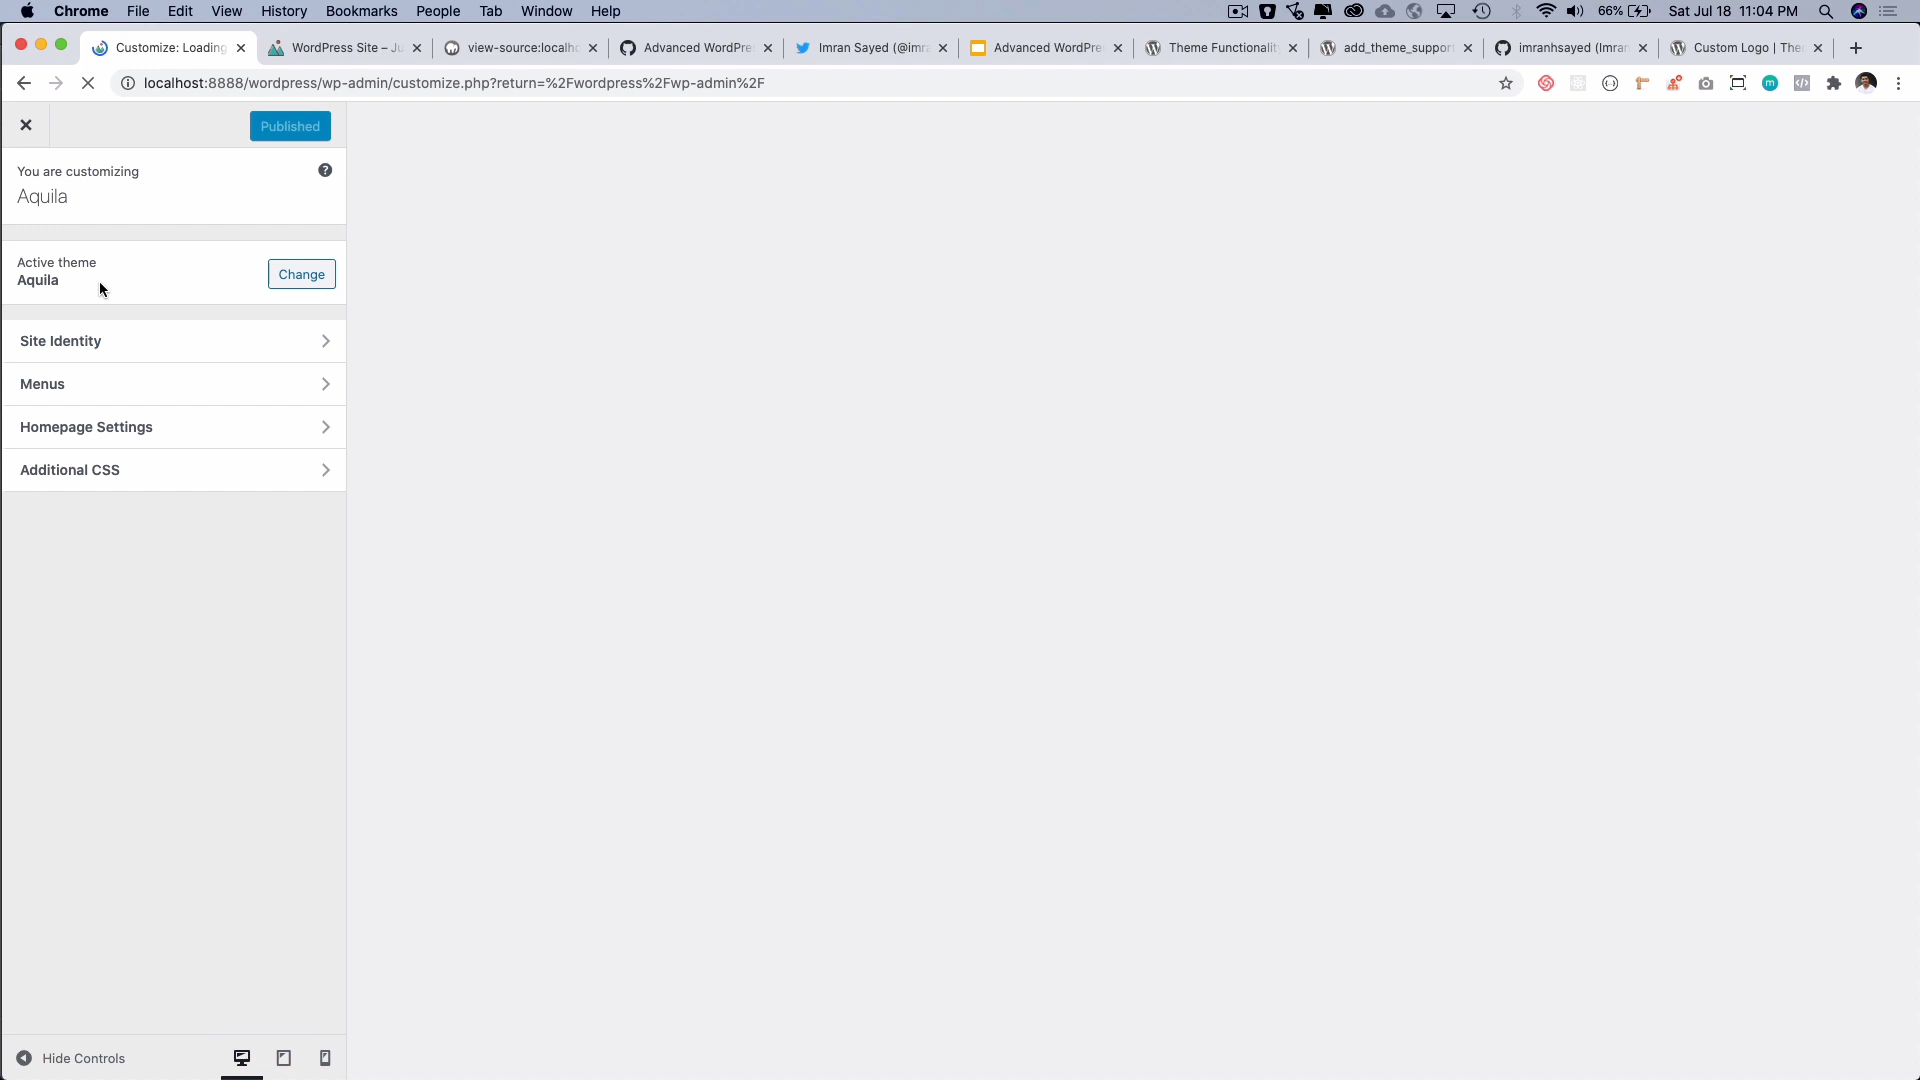 Chrome File Edit View History Bookmarks People Tab Window Help 66% Sat Jul 18 11:04 PM
Customize: Loading WordPress Site – Ju view-source:localho Advanced WordPre Imran Sayed (@imra Advanced WordPre Theme Functionalit add_theme_support imranhsayed (Imran Custom Logo | The
localhost:8888/wordpress/wp-admin/customize.php?return=%2Fwordpress%2Fwp-admin%2F
m
Published
You are customizing
Aquila
Active theme
Aquila
Change
Site Identity
Menus
Homepage Settings
Additional CSS
Hide Controls